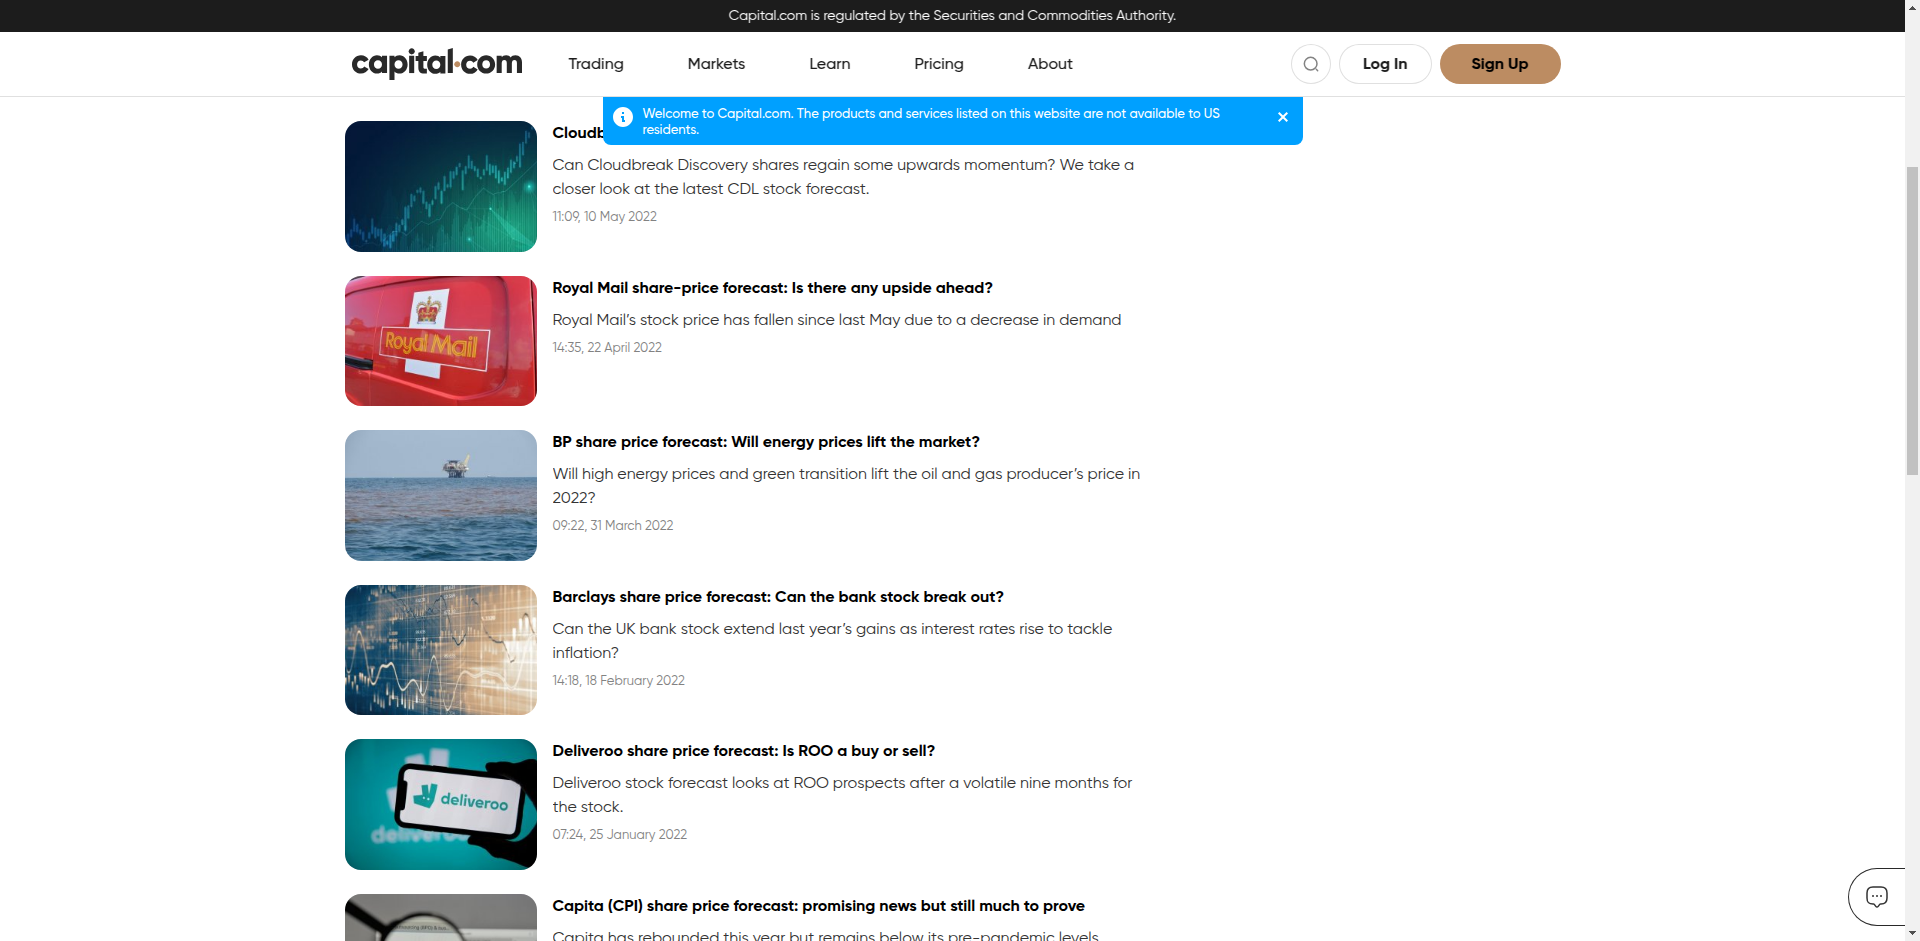 Capital.com is regulated by the Securities and Commodities Authority.
capital.com
Trading
Markets
Learn
Pricing
About
Log In
Sign Up
Welcome to Capital.com. The products and services listed on this website are not available to US
residents.
Can Cloudbreak Discovery shares regain some upwards momentum? We take a
closer look at the latest CDL stock forecast.
11:09, 10 May 2022
Royal Mail
Royal Mail share-price forecast: Is there any upside ahead?
Royal Mail’s stock price has fallen since last May due to a decrease in demand
14:35, 22 April 2022
BP share price forecast: Will energy prices lift the market?
Will high energy prices and green transition lift the oil and gas producer’s price in
2022?
09:22, 31 March 2022
Barclays share price forecast: Can the bank stock break out?
Can the UK bank stock extend last year’s gains as interest rates rise to tackle
inflation?
14:18, 18 February 2022
deliveroo
Deliveroo share price forecast: Is ROO a buy or sell?
Deliveroo stock forecast looks at ROO prospects after a volatile nine months for
the stock.
07:24, 25 January 2022
Capita (CPI) share price forecast: promising news but still much to prove
Capita has rebounded this year but remains below its pre-pandemic levels